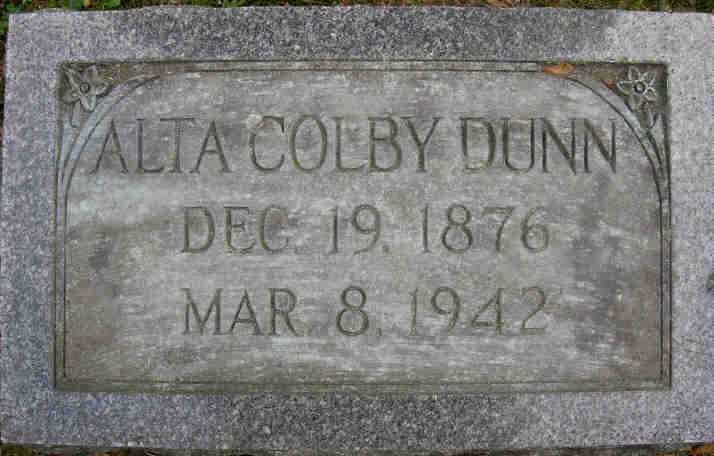 ALTA COLBY DUNN
DEC. 19, 1876
MAR. 8, 1942